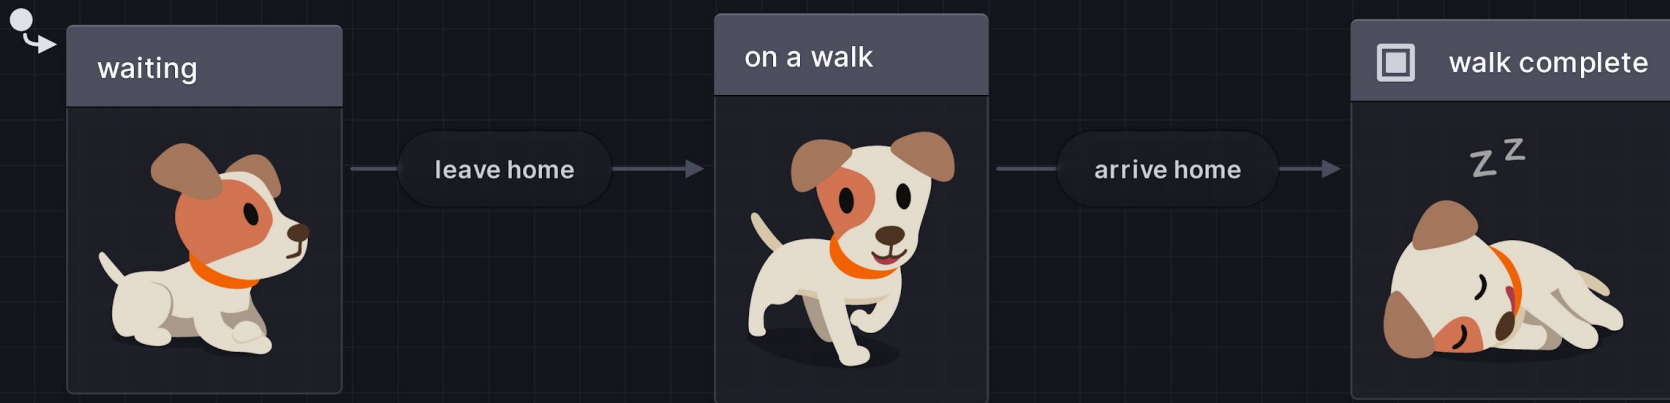 waiting
leave home
on a walk
arrive home
walk complete
z z